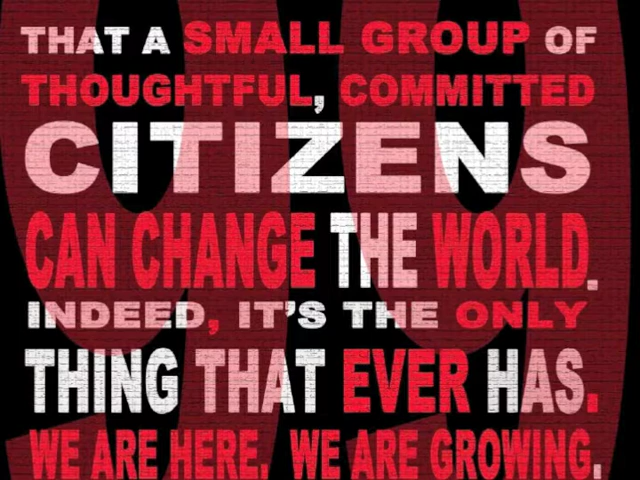 THAT A SMALL GROUP OF
THOUGHTFUL, COMMITTED
CITIZENS
CAN CHANGE THE WORLD.
INDEED, IT'S THE ONLY
THING THAT EVER HAS.
WE ARE HERE. WE ARE GROWING.